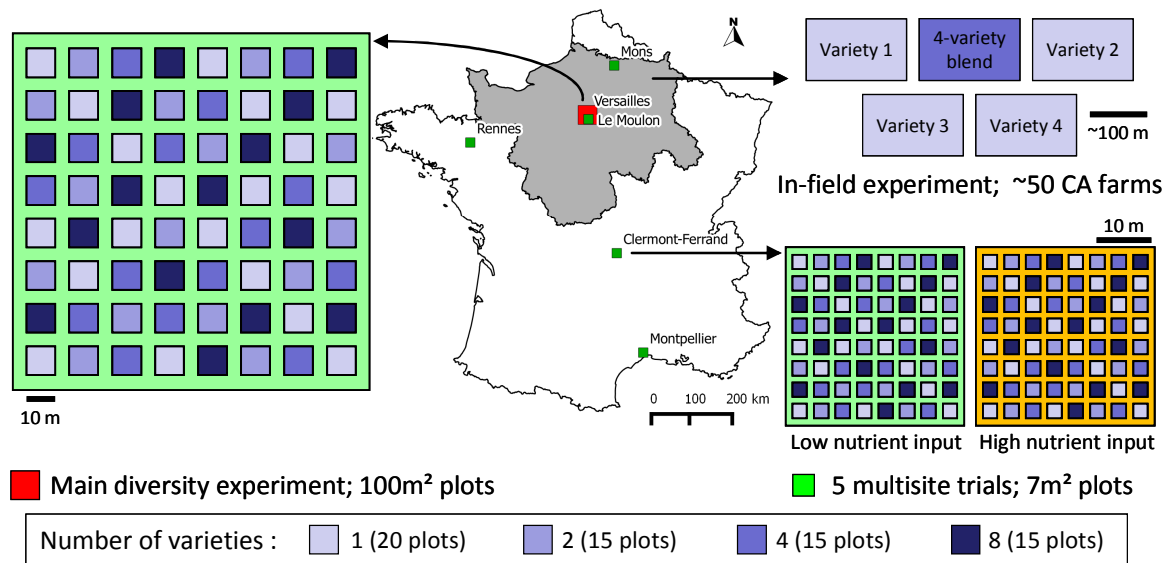 N
Mons
Versailles
Le Moulon
Rennes
Clermont-Ferrand
Montpellier
0 100 200 km
10 m
Variety 1
4-variety
blend
Variety 2
Variety 3
Variety 4
~100 m
In-field experiment; ~50 CA farms
10 m
Low nutrient input
High nutrient input
Main diversity experiment; 100m² plots
5 multisite trials; 7m² plots
Number of varieties :
1 (20 plots)
2 (15 plots)
4 (15 plots)
8 (15 plots)